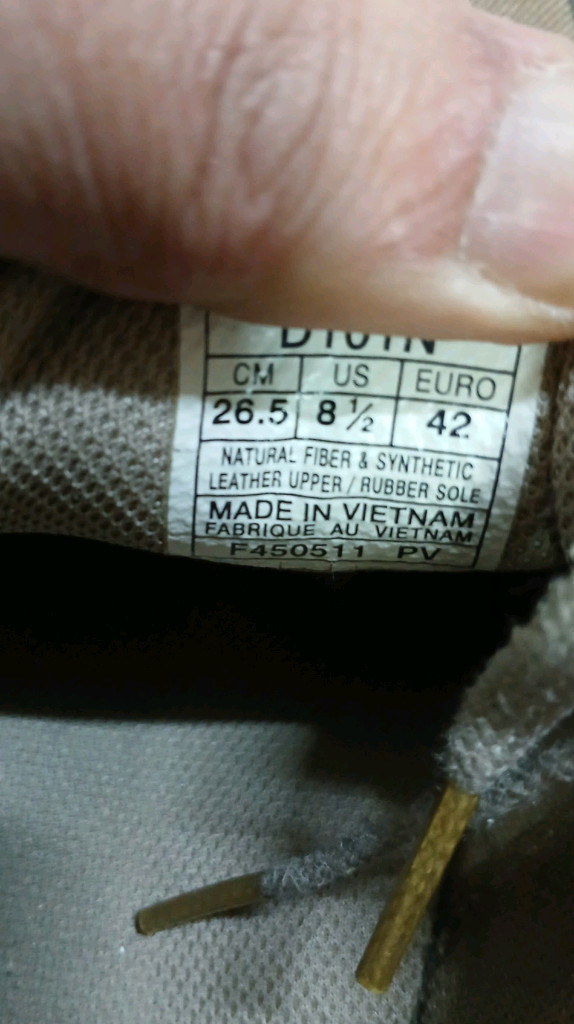 D101N
CM US EURO
26.5 8 ½ 42
NATURAL FIBER & SYNTHETIC
LEATHER UPPER / RUBBER SOLE
MADE IN VIETNAM
FABRIQUE AU VIETNAM
F450511 PV